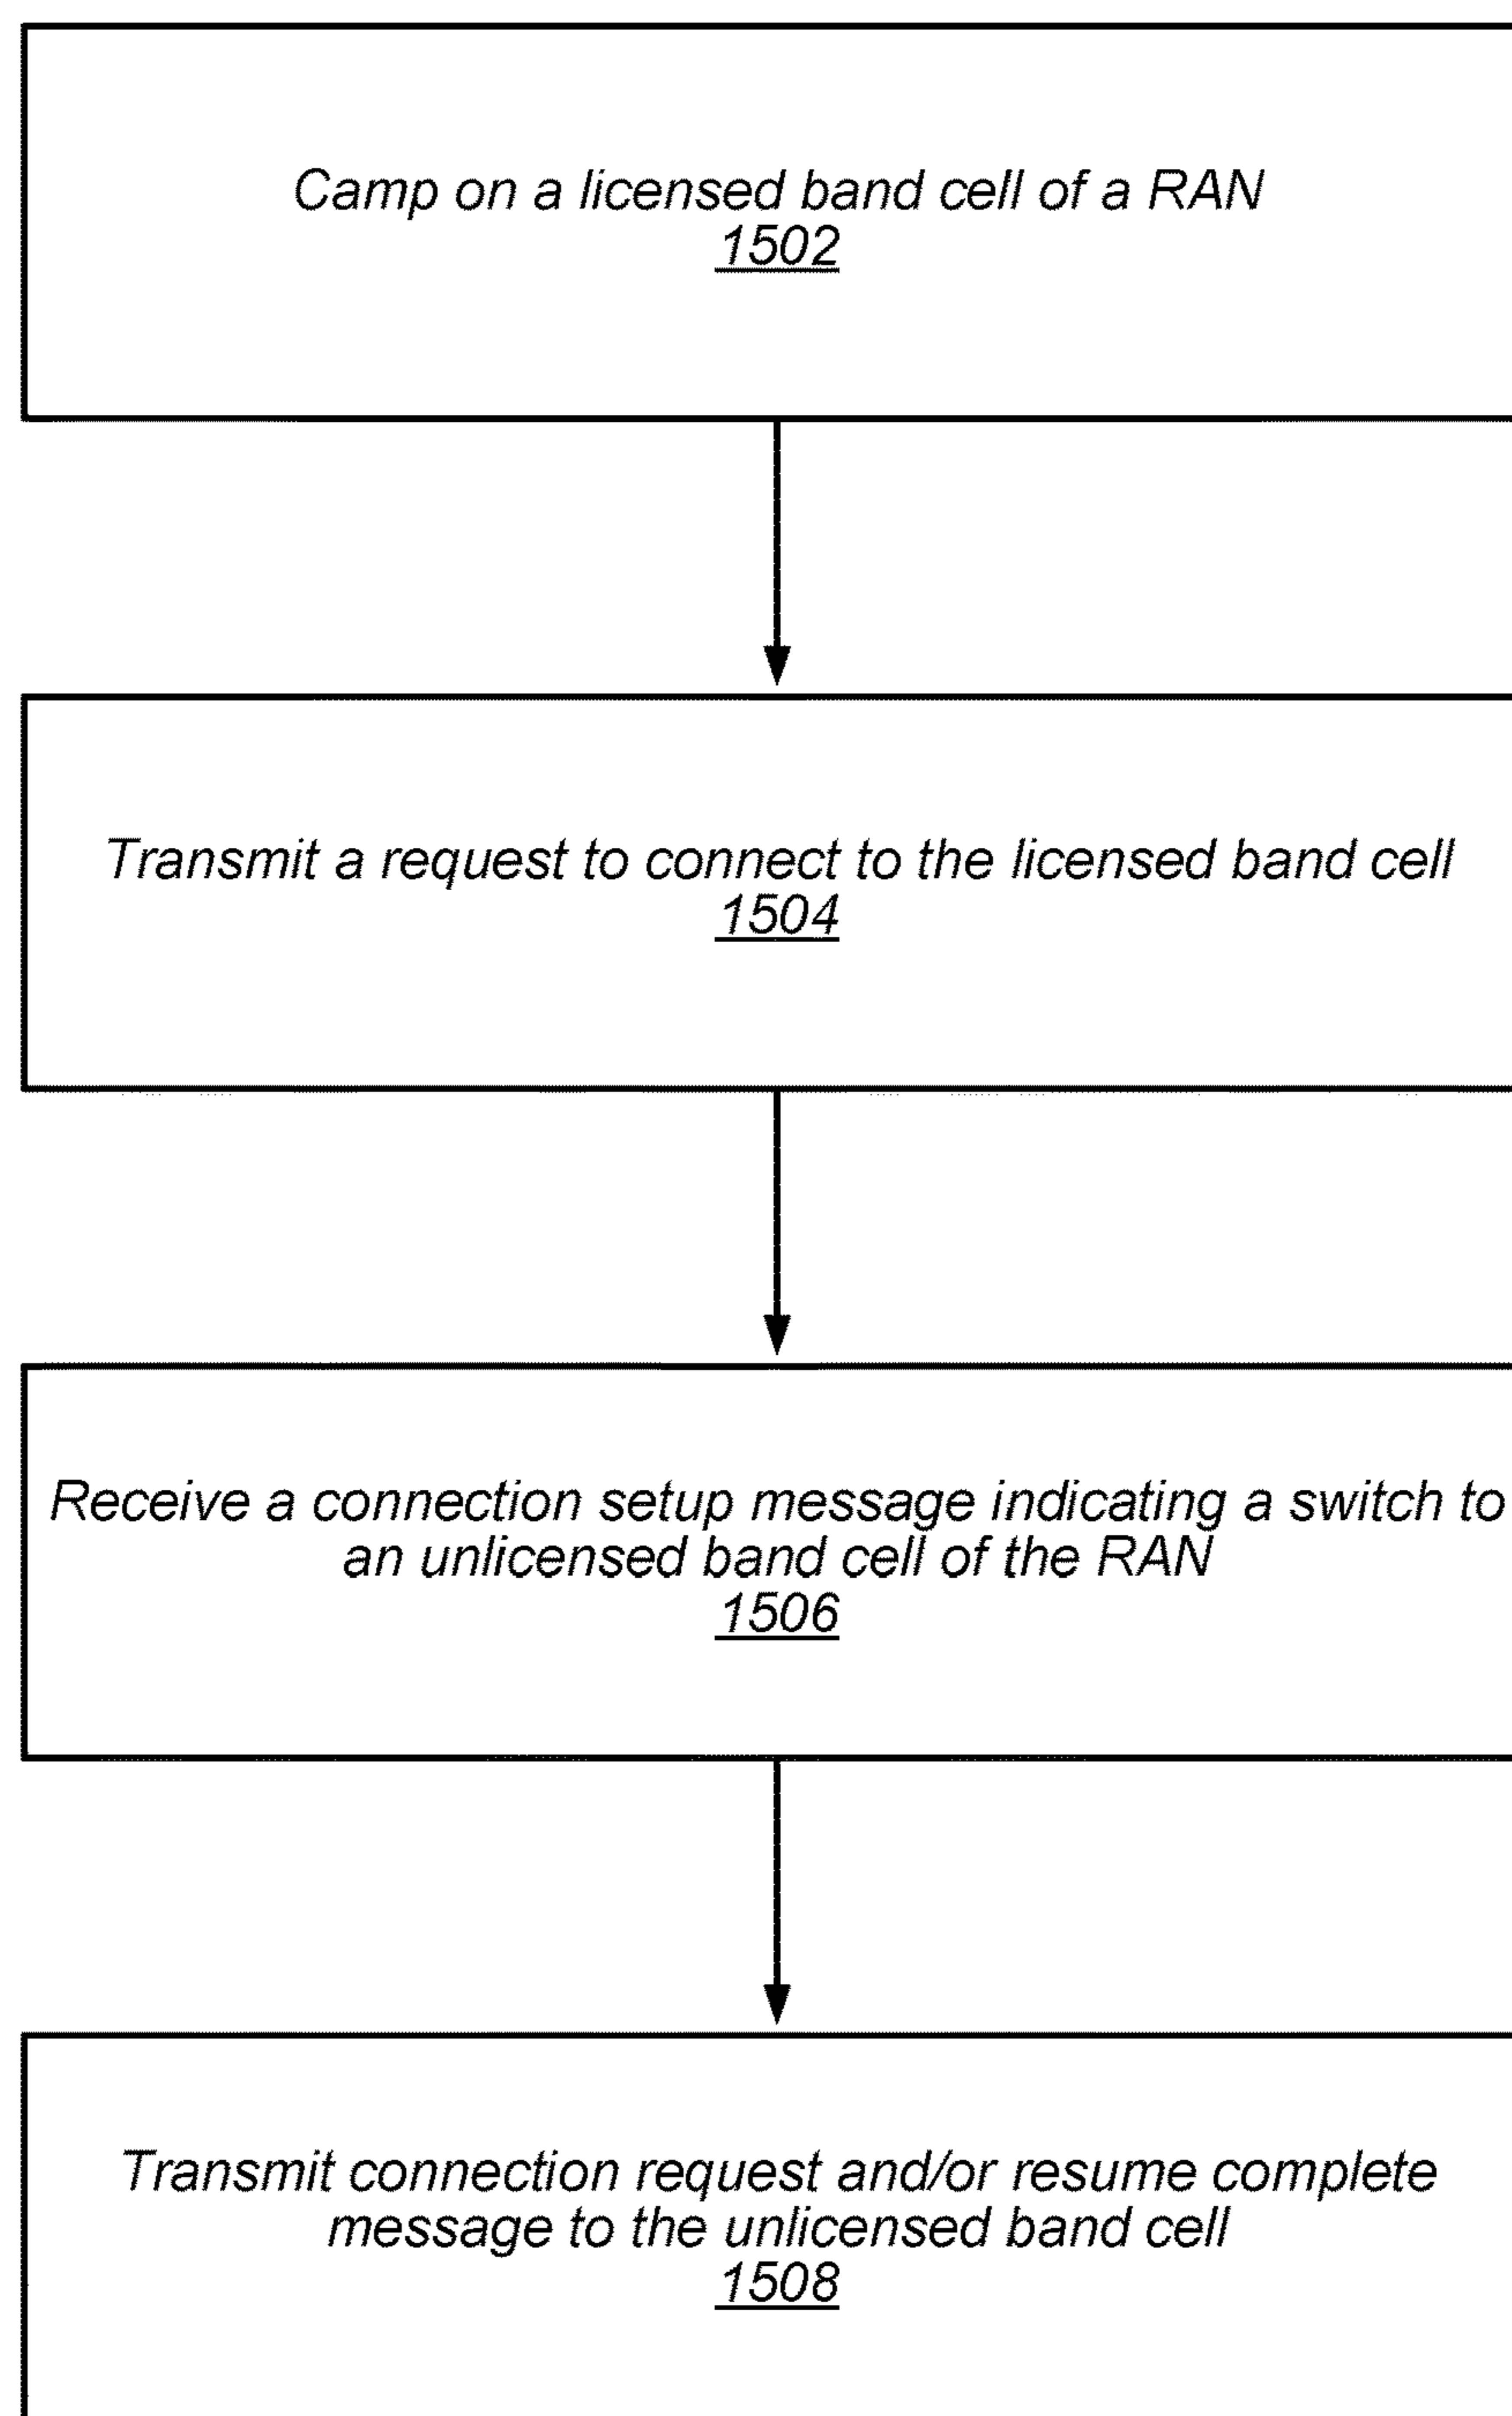 Camp on a licensed band cell of a RAN
1502
Transmit a request to connect to the licensed band cell
1504
Receive a connection setup message indicating a switch to
an unlicensed band cell of the RAN
1506
Transmit connection request and/or resume complete
message to the unlicensed band cell
1508